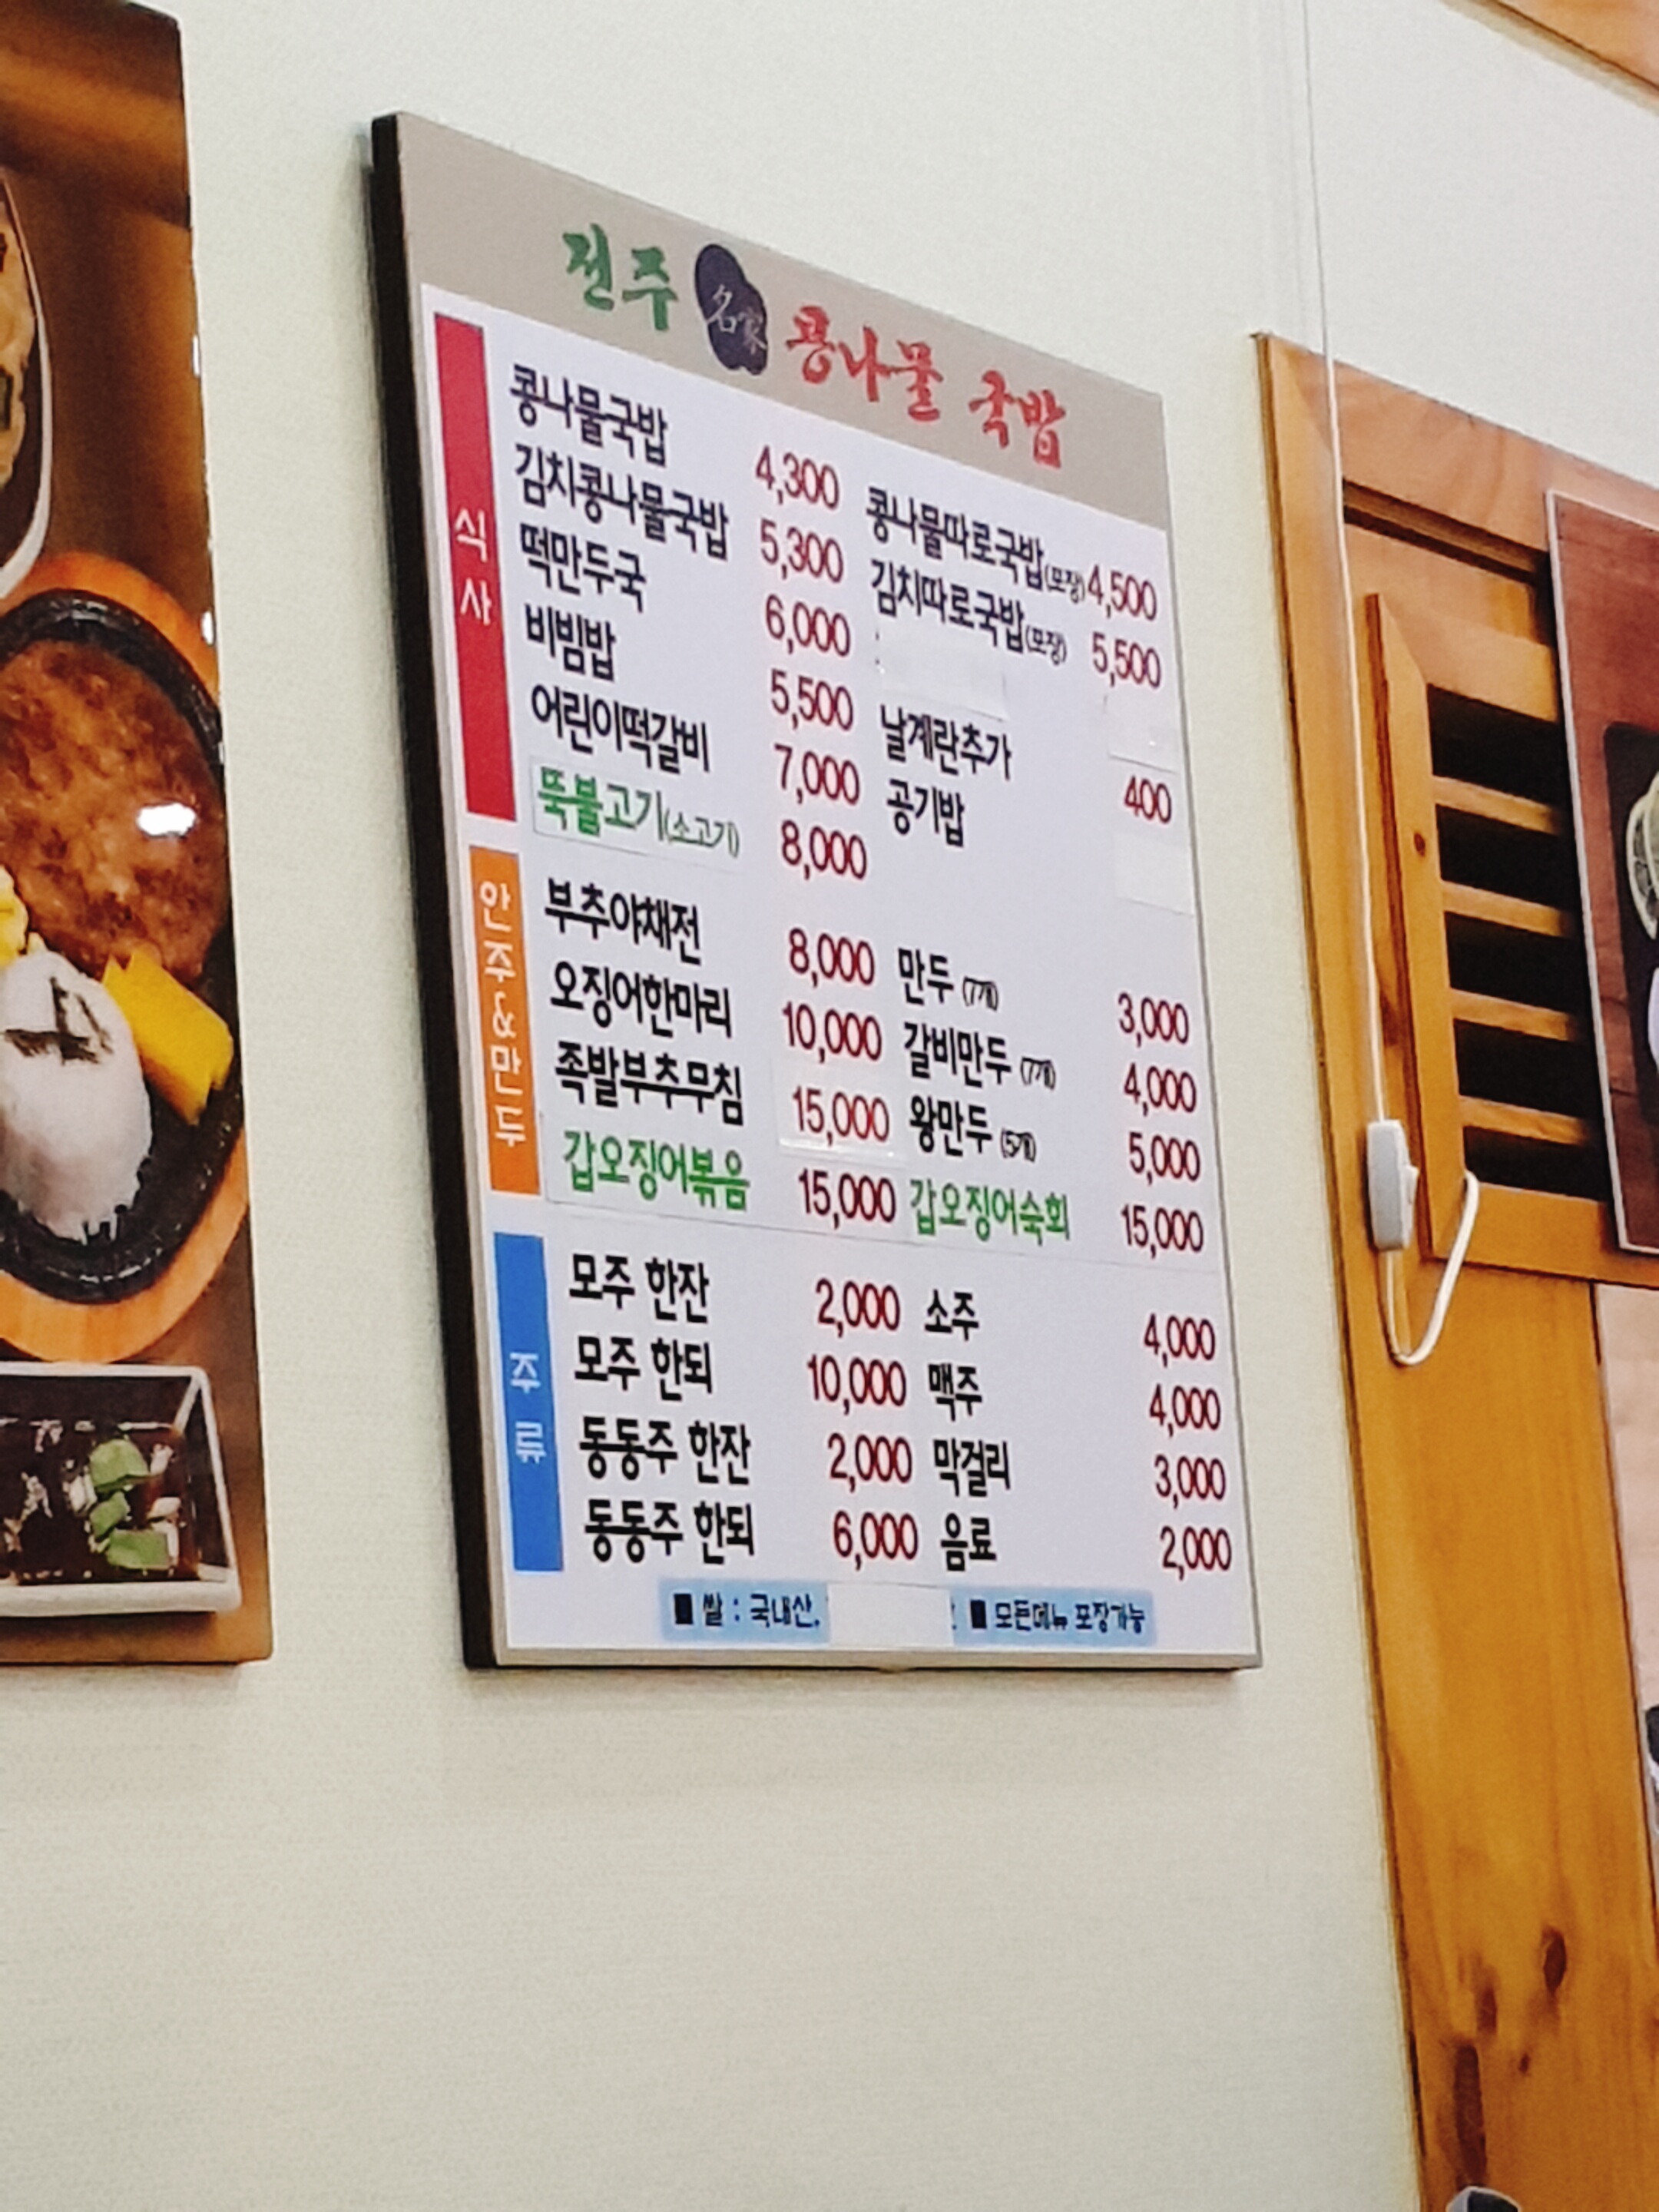 전주 名家 콩나물 국밥
식사
콩나물국밥 4,300 콩나물따로국밥(포장) 4,500
김치콩나물국밥 5,300 김치따로국밥(포장) 5,500
떡만두국 6,000
비빔밥 5,500 날계란추가 400
어린이떡갈비 7,000 공기밥
뚝불고기(소고기) 8,000
안주&만두
부추야채전 8,000 만두 (7개) 3,000
오징어한마리 10,000 갈비만두 (7개) 4,000
족발부추무침 15,000 왕만두 (5개) 5,000
갑오징어볶음 15,000 갑오징어숙회 15,000
주류
모주 한잔 2,000 소주 4,000
모주 한되 10,000 맥주 4,000
동동주 한잔 2,000 막걸리 3,000
동동주 한되 6,000 음료 2,000
■ 쌀 : 국내산, ■ 모든메뉴 포장가능